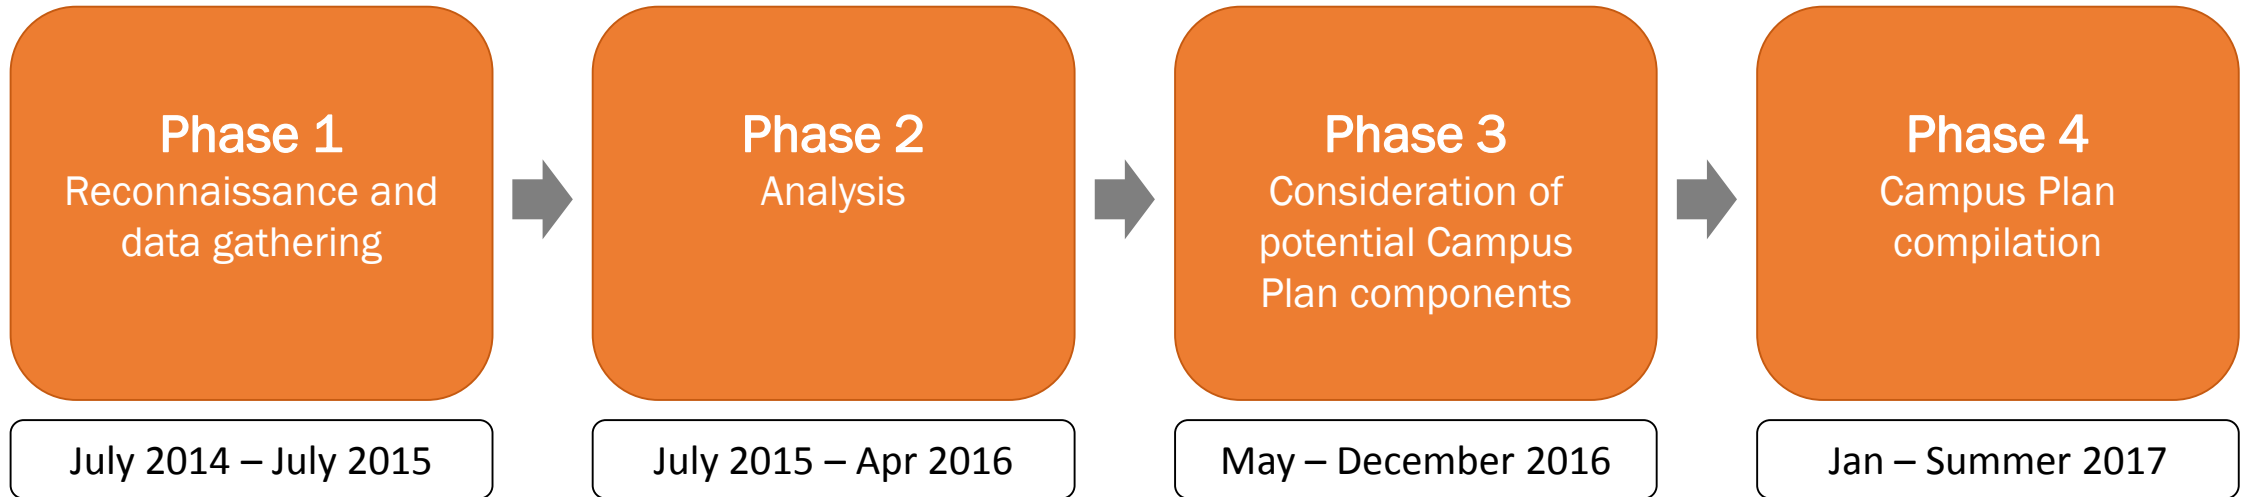 Phase 1
Reconnaissance and
data gathering
July 2014 – July 2015
Phase 2
Analysis
July 2015 – Apr 2016
Phase 3
Consideration of
potential Campus
Plan components
May – December 2016
Phase 4
Campus Plan
compilation
Jan – Summer 2017